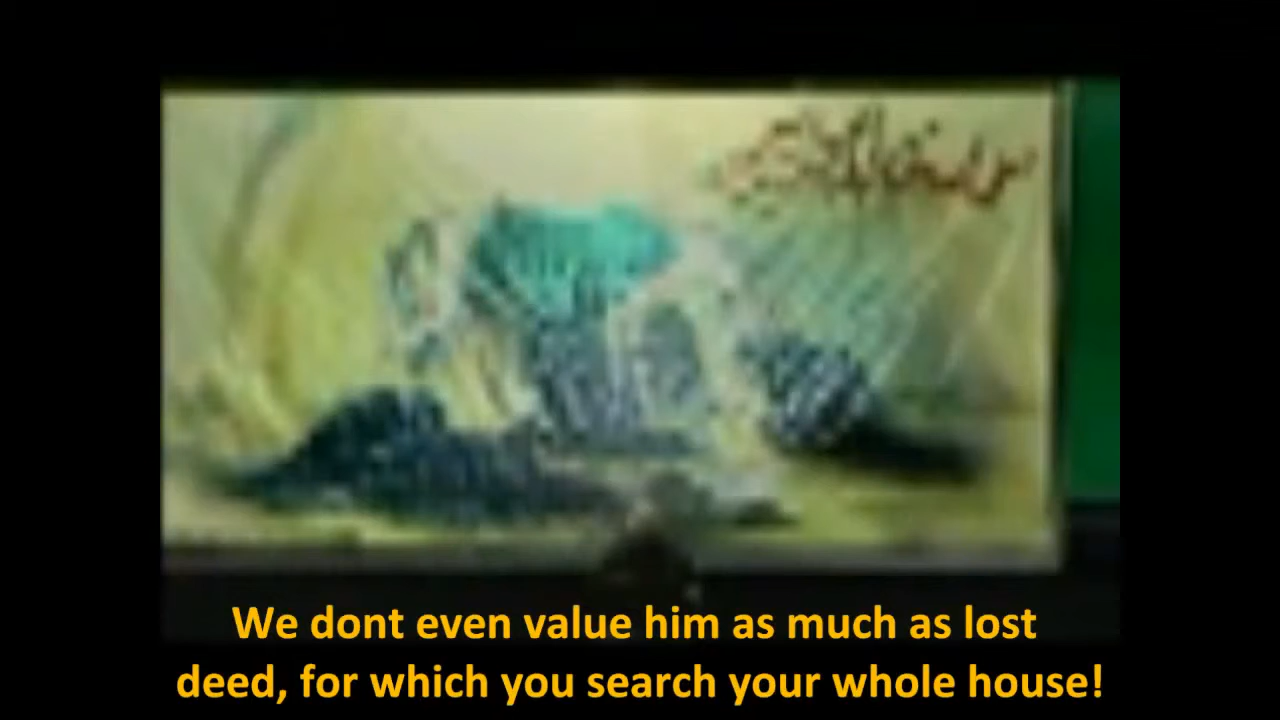 We dont even value him as much as lost
deed, for which you search your whole house!